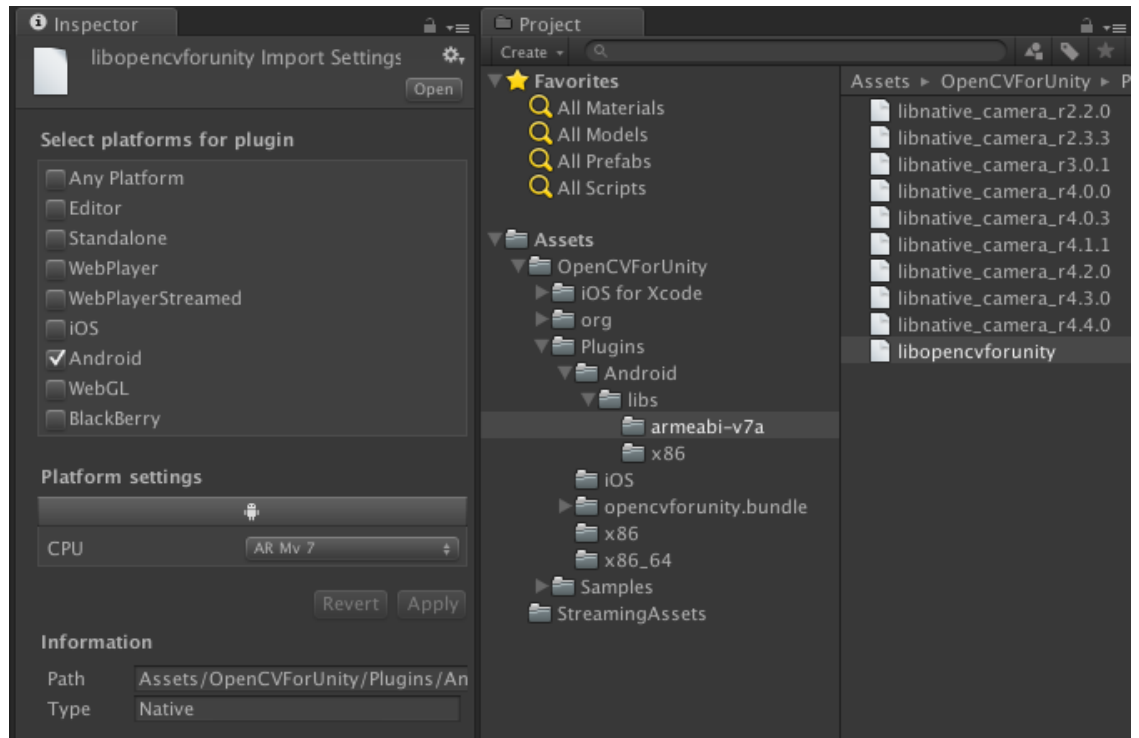 Inspector
libopencvforunity Import Settings
Open
Select platforms for plugin
Any Platform
Editor
Standalone
WebPlayer
WebPlayerStreamed
iOS
Android
WebGL
BlackBerry
Platform settings
CPU AR Mv 7
Revert Apply
Information
Path Assets/OpenCVForUnity/Plugins/An
Type Native
Project
Create
Favorites
All Materials
All Models
All Prefabs
All Scripts
Assets
OpenCVForUnity
iOS for Xcode
org
Plugins
Android
libs
armeabi-v7a
x86
iOS
opencvforunity.bundle
x86
x86_64
Samples
StreamingAssets
Assets ▸ OpenCVForUnity ▸ P
libnative_camera_r2.2.0
libnative_camera_r2.3.3
libnative_camera_r3.0.1
libnative_camera_r4.0.0
libnative_camera_r4.0.3
libnative_camera_r4.1.1
libnative_camera_r4.2.0
libnative_camera_r4.3.0
libnative_camera_r4.4.0
libopencvforunity